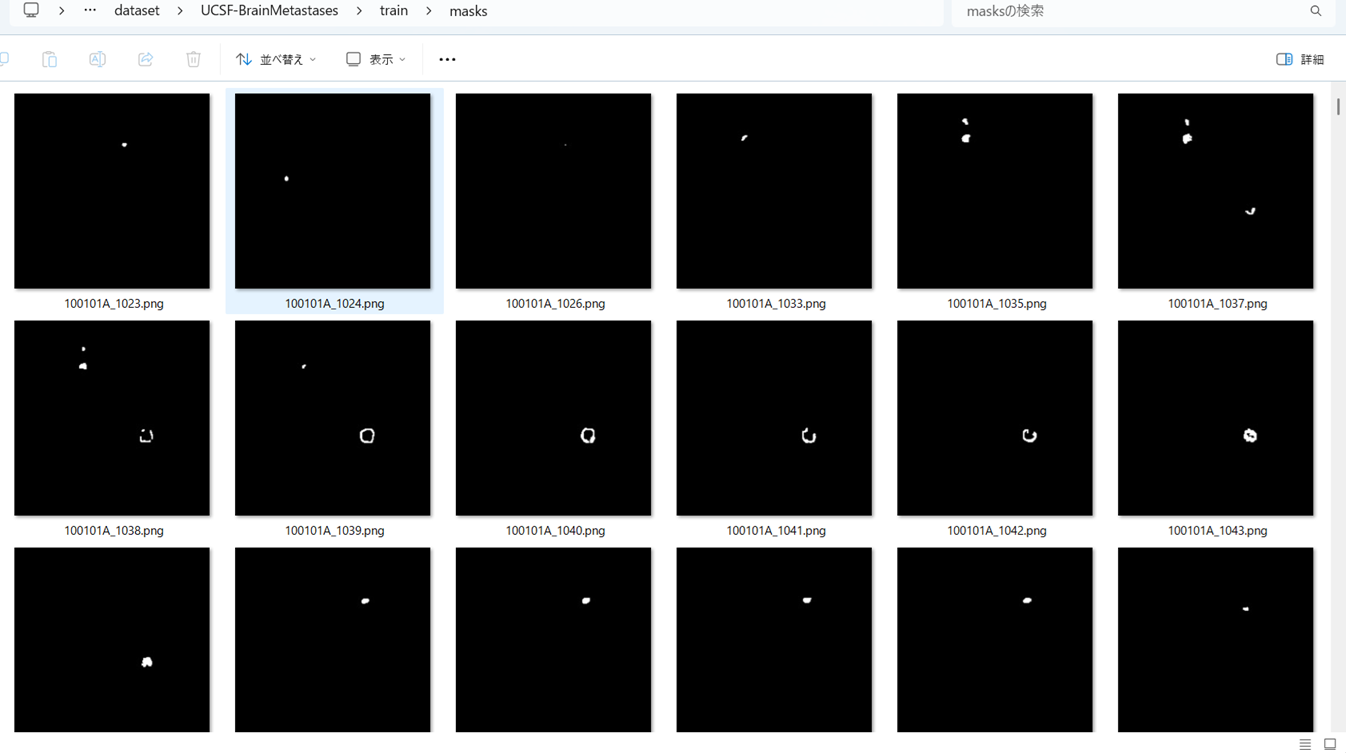 dataset > UCSF-BrainMetastases > train > masks
masksの検索
並べ替え
表示
詳細
100101A_1023.png
100101A_1024.png
100101A_1026.png
100101A_1033.png
100101A_1035.png
100101A_1037.png
100101A_1038.png
100101A_1039.png
100101A_1040.png
100101A_1041.png
100101A_1042.png
100101A_1043.png